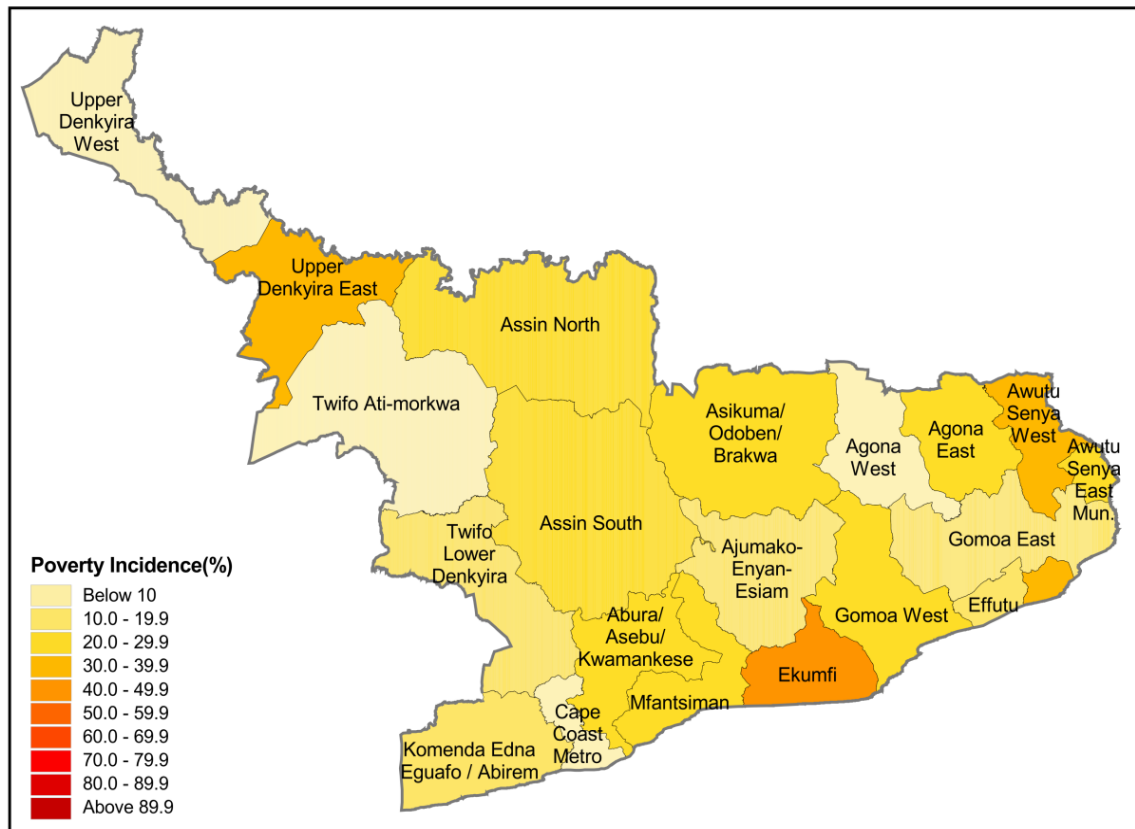 Upper
Denkyira
West
Upper
Denkyira East
Assin North
Twifo Ati-morkwa
Asikuma/
Odoben/
Brakwa
Agona
West
Agona
East
Awutu
Senya
West
Awutu
Senya
East
Mun.
Assin South
Twifo
Lower
Denkyira
Ajumako-
Enyan-
Esiam
Gomoa East
Effutu
Gomoa West
Abura/
Asebu/
Kwamankese
Ekumfi
Mfantsiman
Cape
Coast
Metro
Komenda Edna
Eguafo / Abirem
Poverty Incidence(%)
Below 10
10.0 - 19.9
20.0 - 29.9
30.0 - 39.9
40.0 - 49.9
50.0 - 59.9
60.0 - 69.9
70.0 - 79.9
80.0 - 89.9
Above 89.9